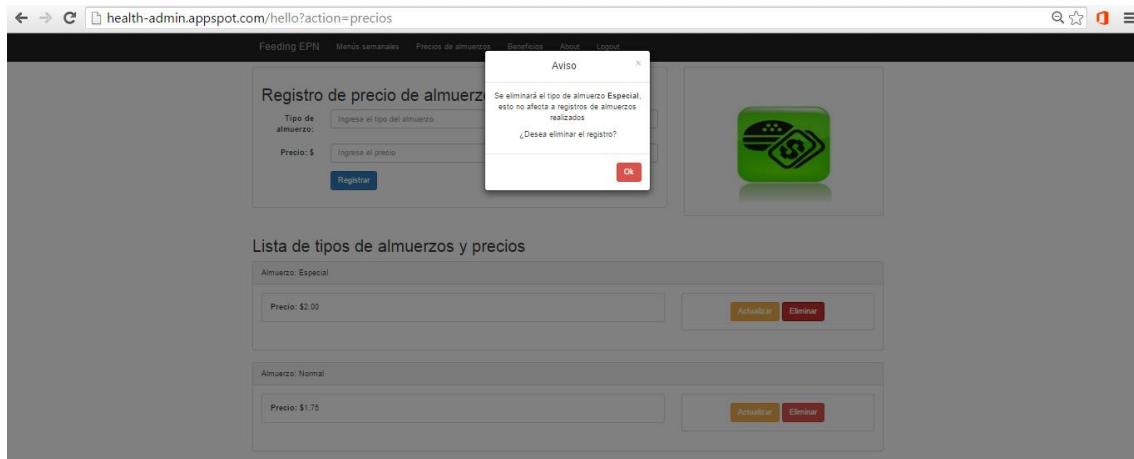 health-admin.appspot.com/hello?action=precios
Feeding EPN Menús semanales Precios de almuerzos Beneficios About Logout
Aviso ×
Se eliminará el tipo de almuerzo Especial,
esto no afecta a registros de almuerzos
realizados
¿Desea eliminar el registro?
Ok
Registro de precio de almuerz
Tipo de
almuerzo:
Ingrese el tipo del almuerzo
Precio: $
Ingrese el precio
Registrar
Lista de tipos de almuerzos y precios
Almuerzo: Especial
Precio: $2.00
Actualizar Eliminar
Almuerzo: Normal
Precio: $1.75
Actualizar Eliminar